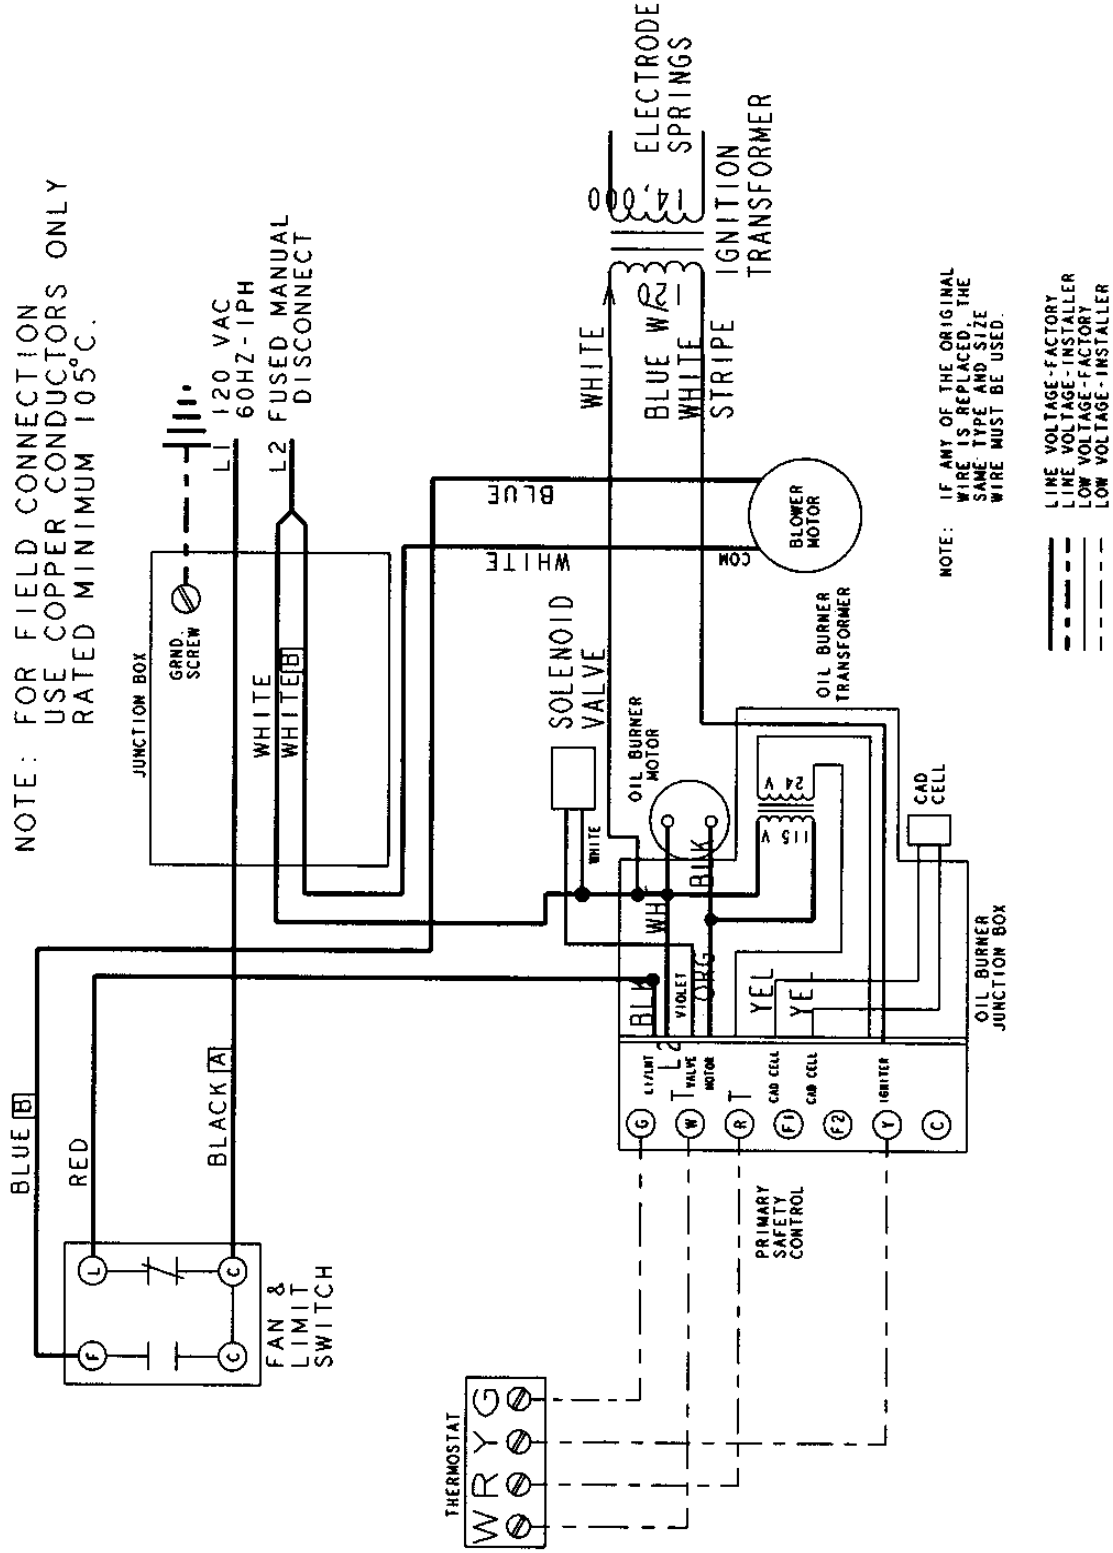 NOTE: FOR FIELD CONNECTION
USE COPPER CONDUCTORS ONLY
RATED MINIMUM 105°C.
JUNCTION BOX
GRND.
SCREW
L1 120 VAC
60HZ-1PH
L2 FUSED MANUAL
DISCONNECT
WHITE
WHITE B
BLUE B
RED
BLACK A
L
C
F
C
FAN &
LIMIT
SWITCH
BLUE
WHITE
COM
BLOWER
MOTOR
SOLENOID
VALVE
WHITE
OIL BURNER
MOTOR
WHITE
BLUE W/
WHITE
STRIPE
120
14,000
ELECTRODE
SPRINGS
IGNITION
TRANSFORMER
OIL BURNER
TRANSFORMER
24 V
115 V
CAD
CELL
WH
BLK
BLK
VIOLET
ORG
YEL
YEL
OIL BURNER
JUNCTION BOX
L1/LMT
L2
VALVE
MOTOR
CAD CELL
CAD CELL
IGNITER
G
W T
R T
F1
F2
Y
C
PRIMARY
SAFETY
CONTROL
THERMOSTAT
W R Y G
NOTE: IF ANY OF THE ORIGINAL
WIRE IS REPLACED, THE
SAME TYPE AND SIZE
WIRE MUST BE USED.
LINE VOLTAGE-FACTORY
LINE VOLTAGE-INSTALLER
LOW VOLTAGE-FACTORY
LOW VOLTAGE-INSTALLER